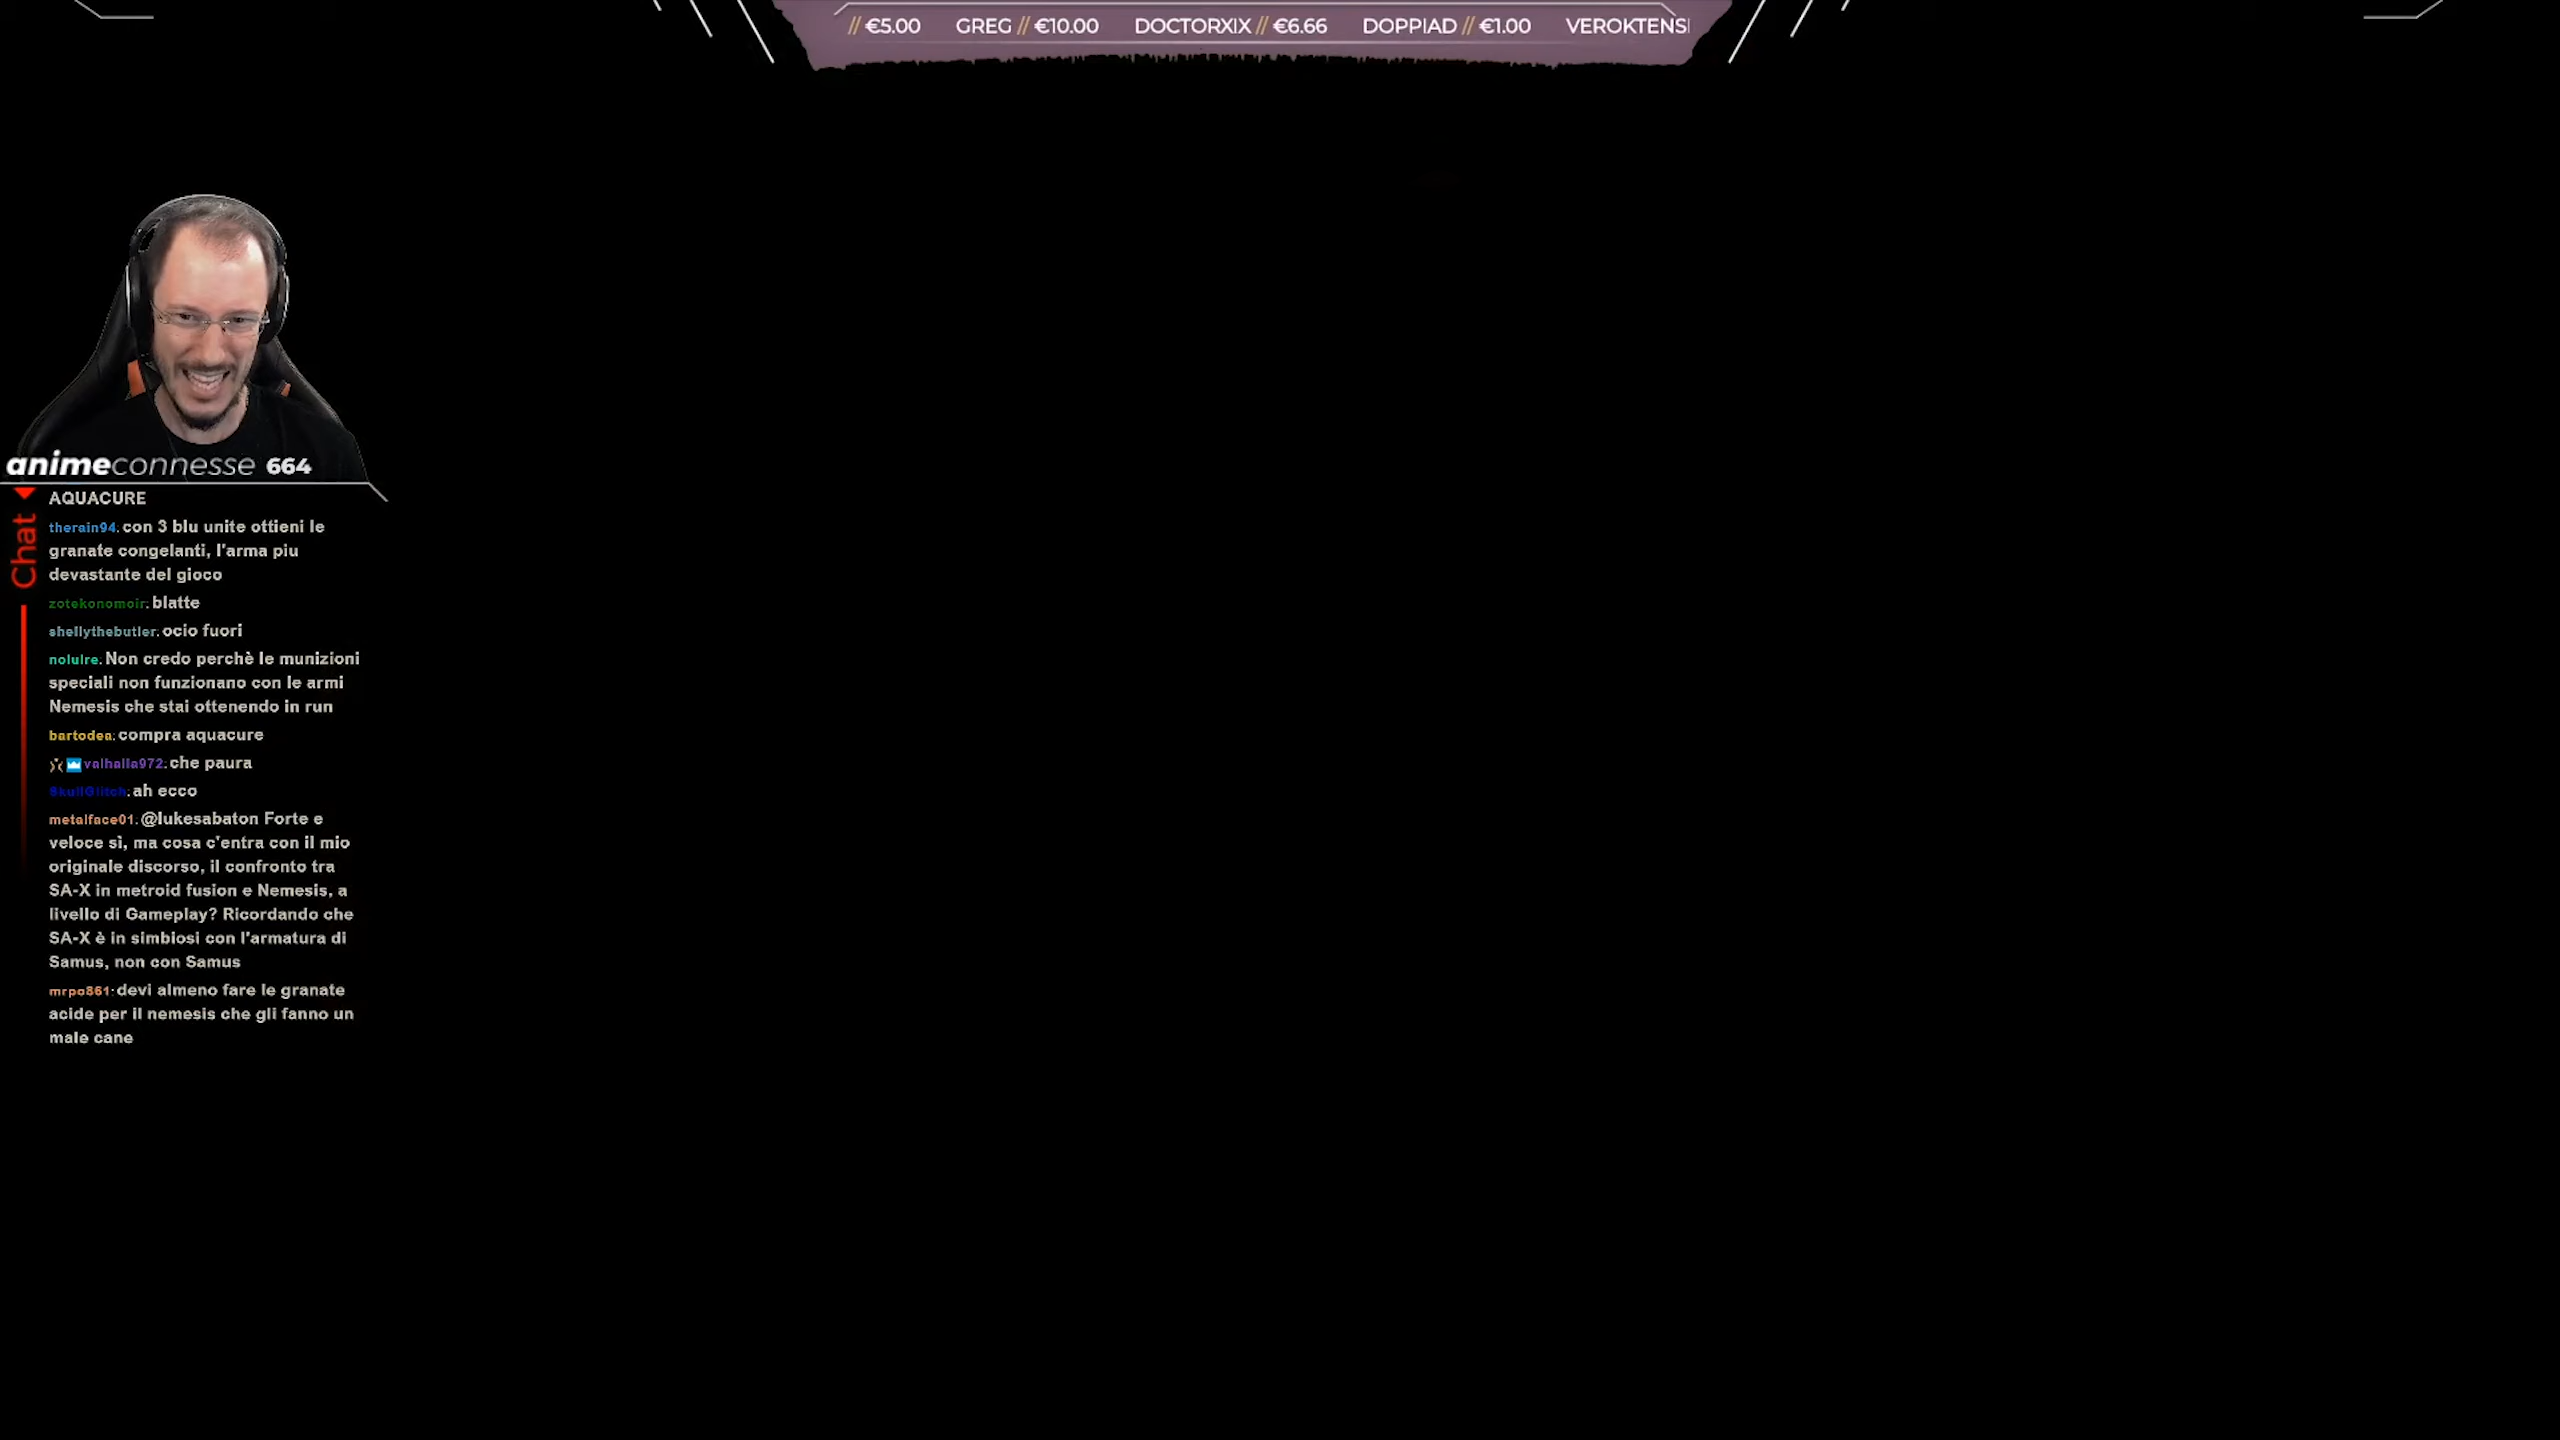 // €5.00 GREG // €10.00 DOCTORXIX // €6.66 DOPPIAD // €1.00 VEROKTENS
animeconnesse 664
Chat
AQUACURE
therain94: con 3 blu unite ottieni le
granate congelanti, l'arma piu
devastante del gioco
zotekonomoir: blatte
shellythebutler: ocio fuori
nolulre: Non credo perchè le munizioni
speciali non funzionano con le armi
Nemesis che stai ottenendo in run
bartodea: compra aquacure
valhalla972: che paura
SkullGlitch: ah ecco
metalface01: @lukesabaton Forte e
veloce sì, ma cosa c'entra con il mio
originale discorso, il confronto tra
SA-X in metroid fusion e Nemesis, a
livello di Gameplay? Ricordando che
SA-X è in simbiosi con l'armatura di
Samus, non con Samus
mrpo861: devi almeno fare le granate
acide per il nemesis che gli fanno un
male cane